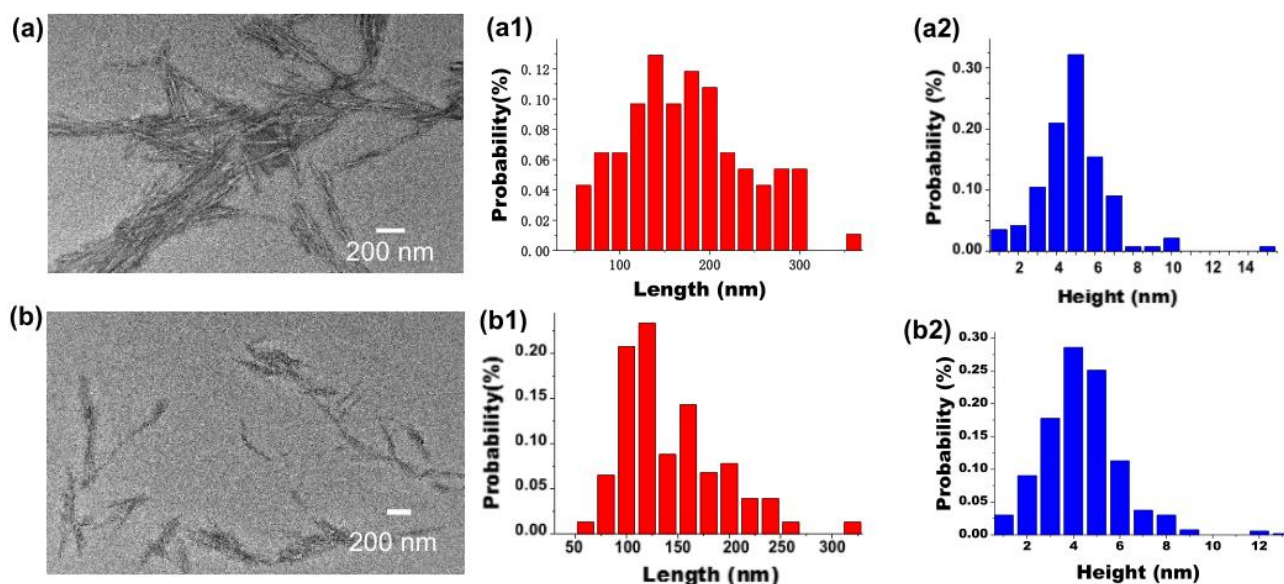 (a)
200 nm
(a1)
Probability(%)
0.12
0.10
0.08
0.06
0.04
0.02
0.00
100 200 300
Length (nm)
(a2)
Probability (%)
0.30
0.20
0.10
0.00
2 4 6 8 10 12 14
Height (nm)
(b)
200 nm
(b1)
Probability(%)
0.20
0.15
0.10
0.05
0.00
50 100 150 200 250 300
Length (nm)
(b2)
Probability (%)
0.30
0.25
0.20
0.15
0.10
0.05
0.00
2 4 6 8 10 12
Height (nm)